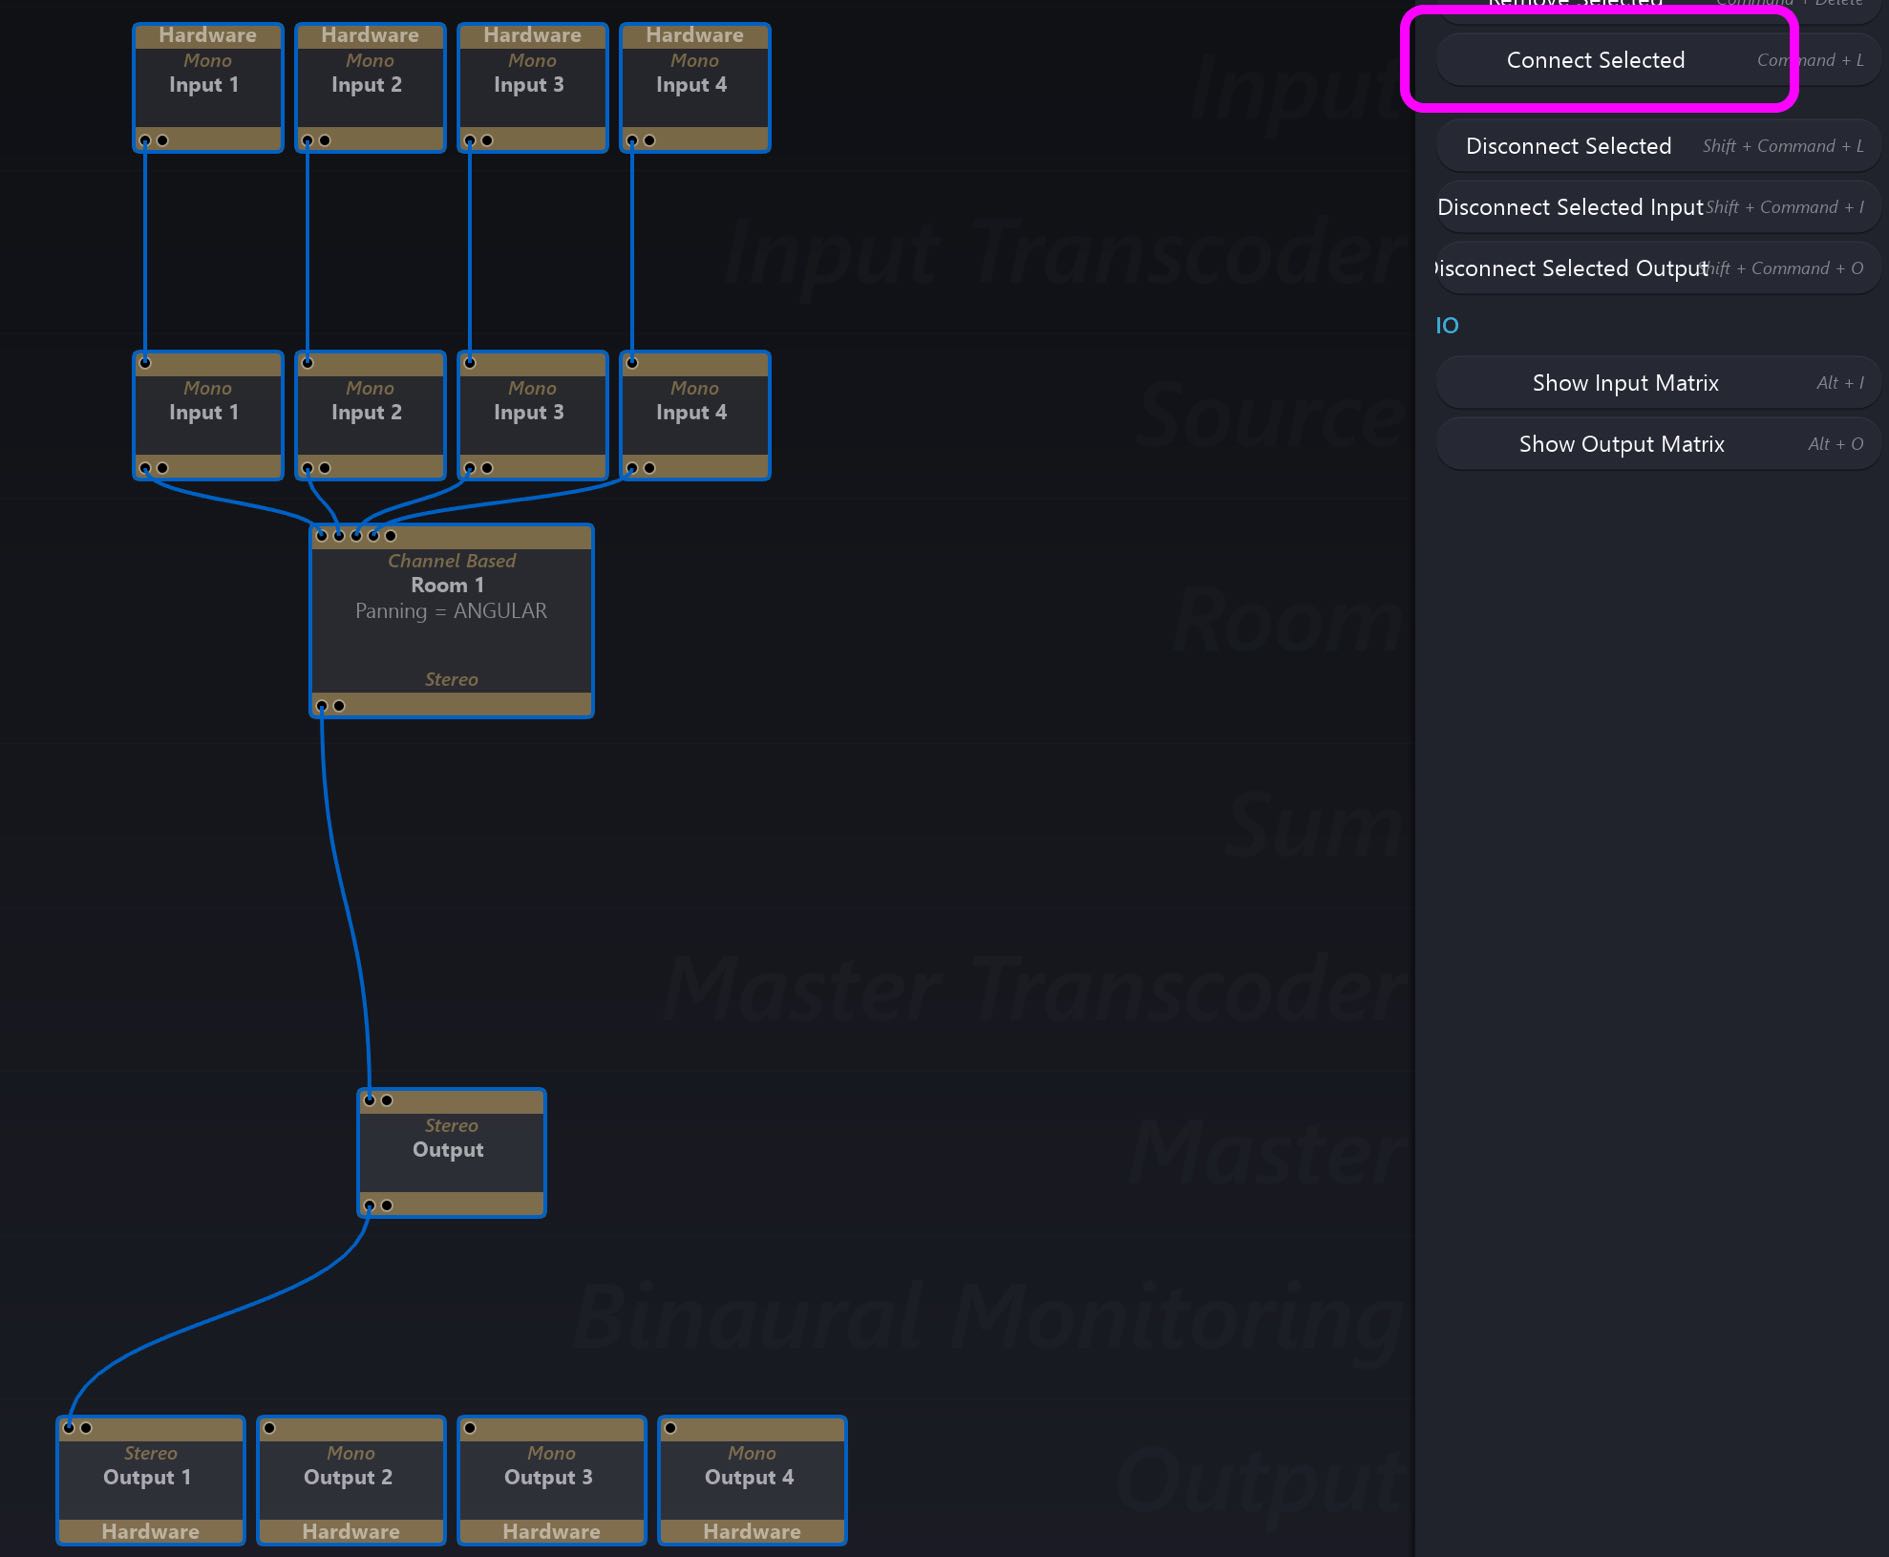 Hardware
Mono
Input 1
Hardware
Mono
Input 2
Hardware
Mono
Input 3
Hardware
Mono
Input 4
Input
Input Transcoder
Mono
Input 1
Mono
Input 2
Mono
Input 3
Mono
Input 4
Source
Channel Based
Room 1
Panning = ANGULAR
Stereo
Room
Sum
Master Transcoder
Stereo
Output
Master
Binaural Monitoring
Stereo
Output 1
Hardware
Mono
Output 2
Hardware
Mono
Output 3
Hardware
Mono
Output 4
Hardware
Output
Remove Selected Command + Delete
Connect Selected Command + L
Disconnect Selected Shift + Command + L
Disconnect Selected Input Shift + Command + I
Disconnect Selected Output Shift + Command + O
IO
Show Input Matrix Alt + I
Show Output Matrix Alt + O